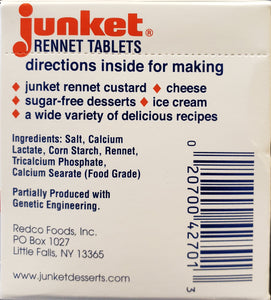 junket®
RENNET TABLETS
directions inside for making
♦ junket rennet custard ♦ cheese
♦ sugar-free desserts ♦ ice cream
♦ a wide variety of delicious recipes
Ingredients: Salt, Calcium
Lactate, Corn Starch, Rennet,
Tricalcium Phosphate,
Calcium Searate (Food Grade)
Partially Produced with
Genetic Engineering.
Redco Foods, Inc.
PO Box 1027
Little Falls, NY 13365
www.junketdesserts.com
0 20700 42701 3